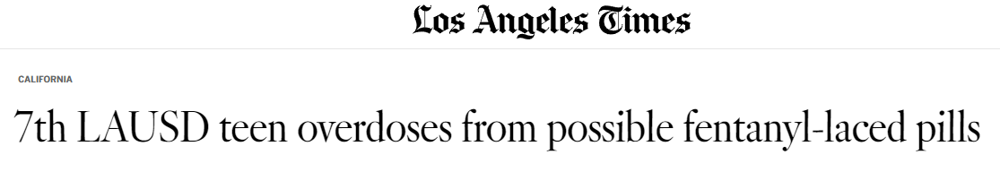 Los Angeles Times
CALIFORNIA
7th LAUSD teen overdoses from possible fentanyl-laced pills